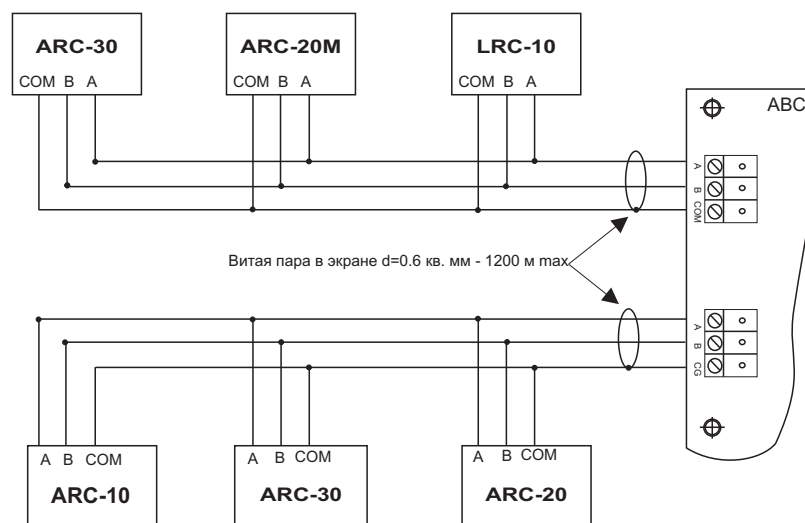 ARC-30 ARC-20M LRC-10
COM B A COM B A COM B A
ABC
A
B
COM
Витая пара в экране d=0.6 кв. мм - 1200 м max
A
B
CG
A B COM A B COM A B COM
ARC-10 ARC-30 ARC-20